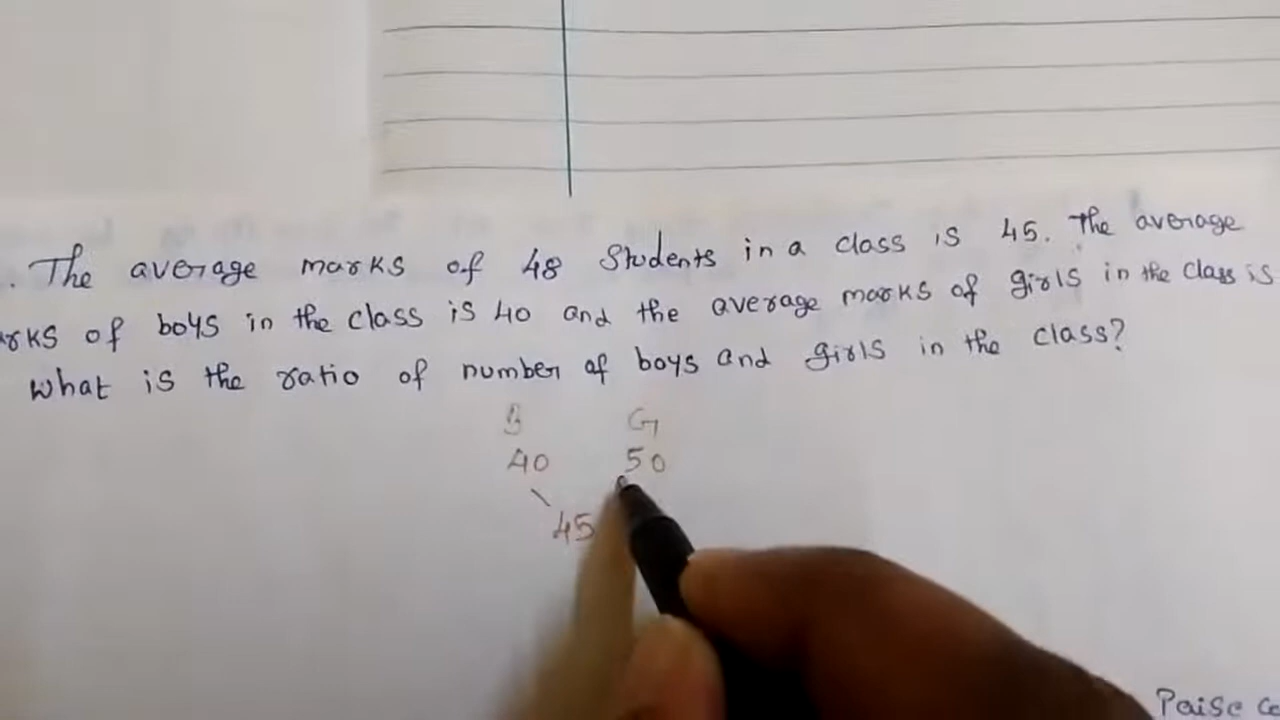 The average marks of 48 Students in a class is 45. The average
of boys in the class is 40 and the average marks of girls in the class is
What is the ratio of number of boys and girls in the class?
B G
40 50
45
Paise